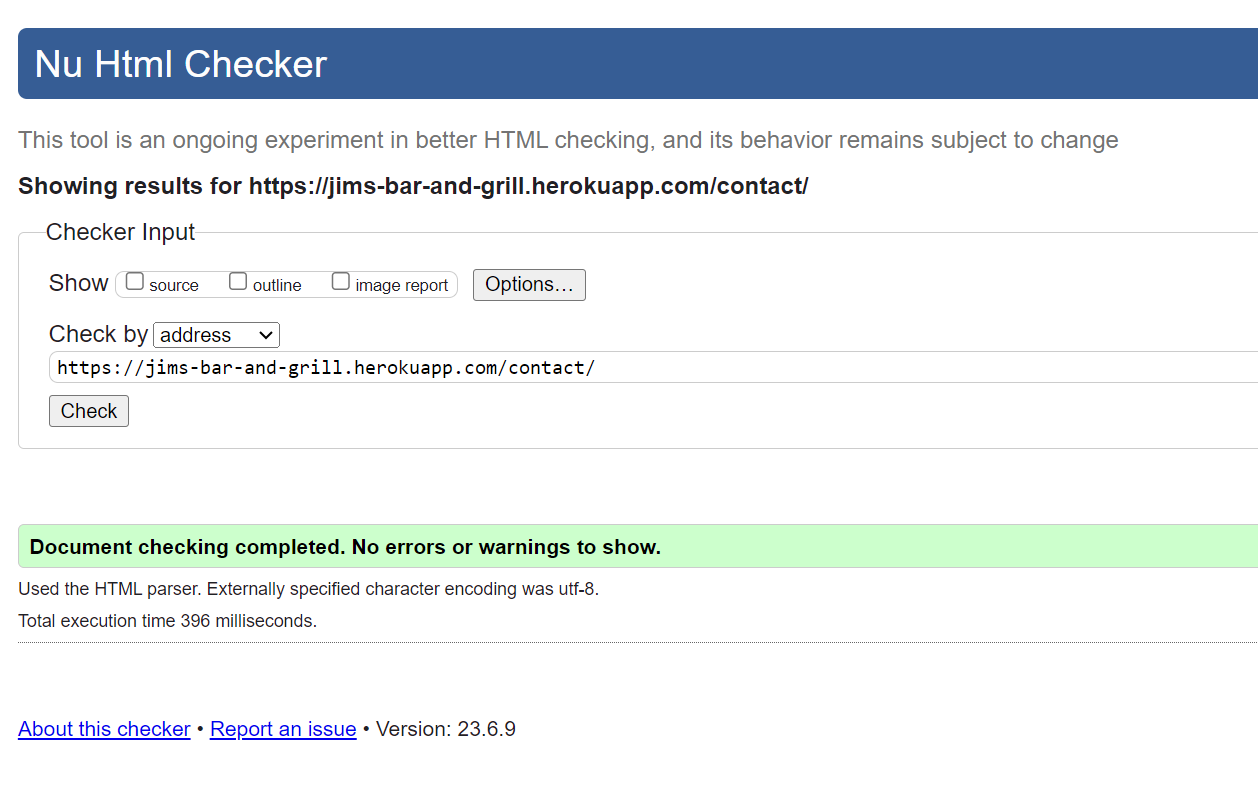 Nu Html Checker
This tool is an ongoing experiment in better HTML checking, and its behavior remains subject to change
Showing results for https://jims-bar-and-grill.herokuapp.com/contact/
Checker Input
Show source outline image report Options...
Check by address
https://jims-bar-and-grill.herokuapp.com/contact/
Check
Document checking completed. No errors or warnings to show.
Used the HTML parser. Externally specified character encoding was utf-8.
Total execution time 396 milliseconds.
About this checker • Report an issue • Version: 23.6.9